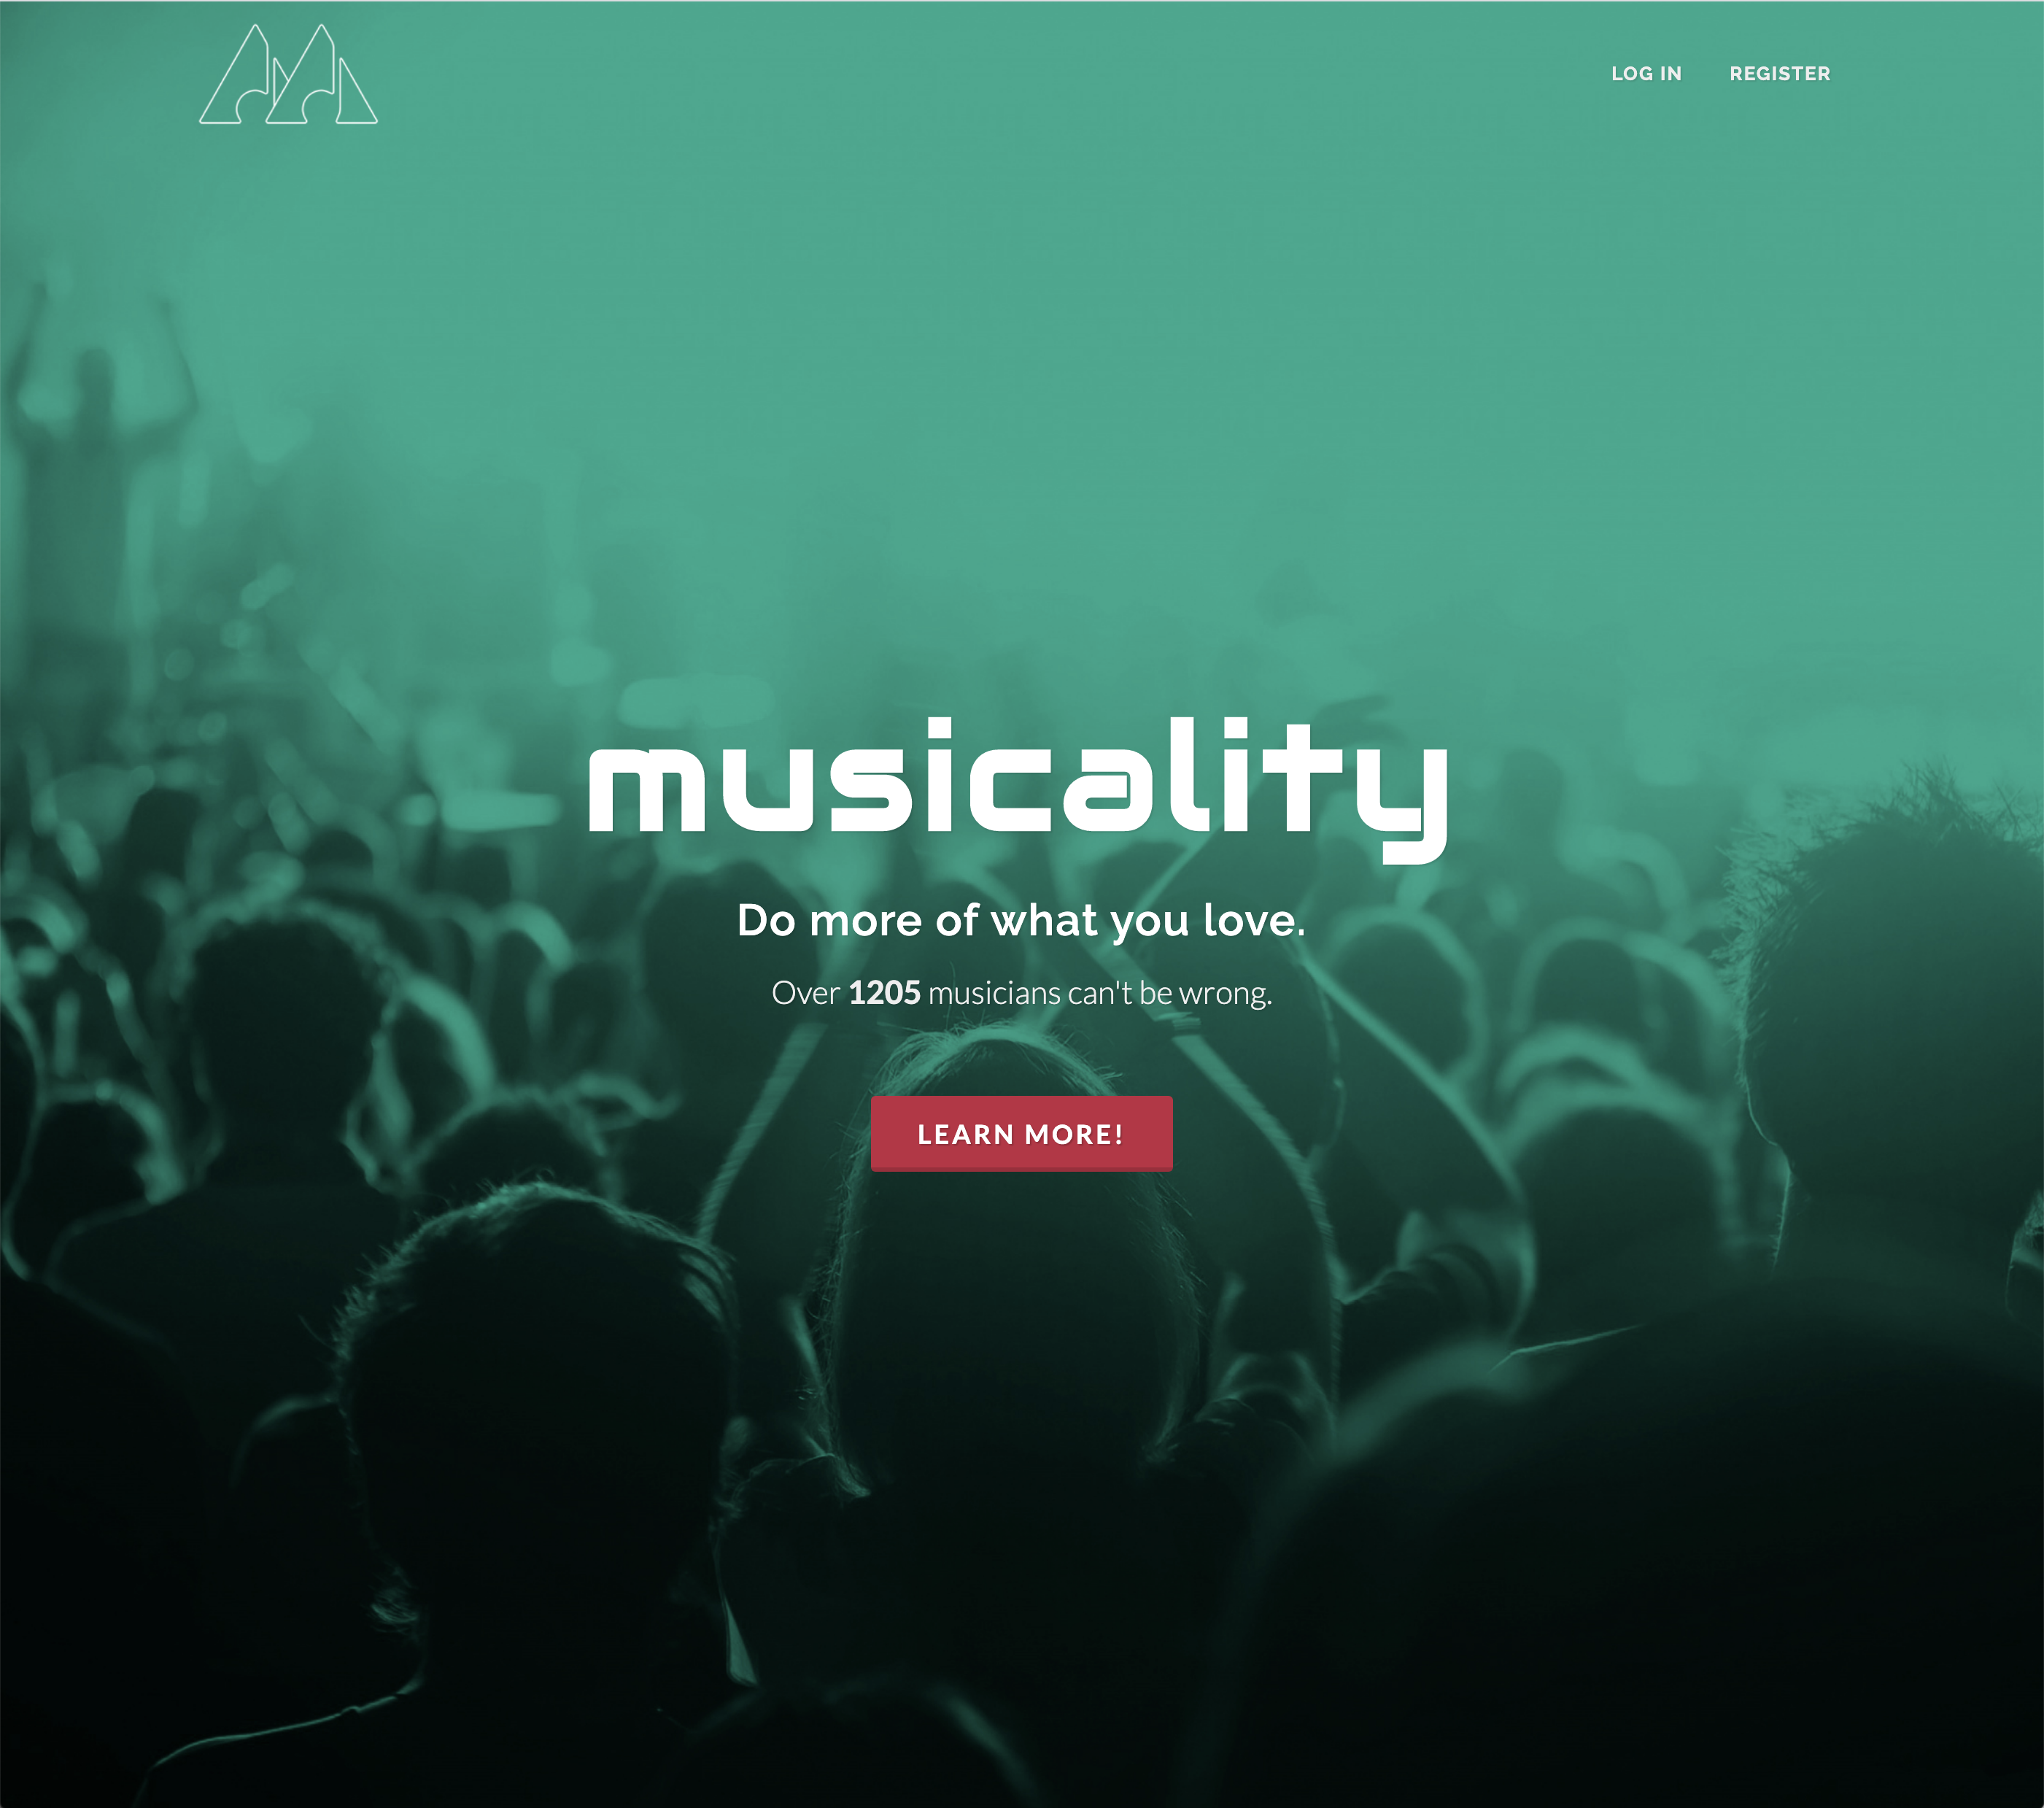 LOG IN REGISTER
musicality
Do more of what you love.
Over 1205 musicians can't be wrong.
LEARN MORE!